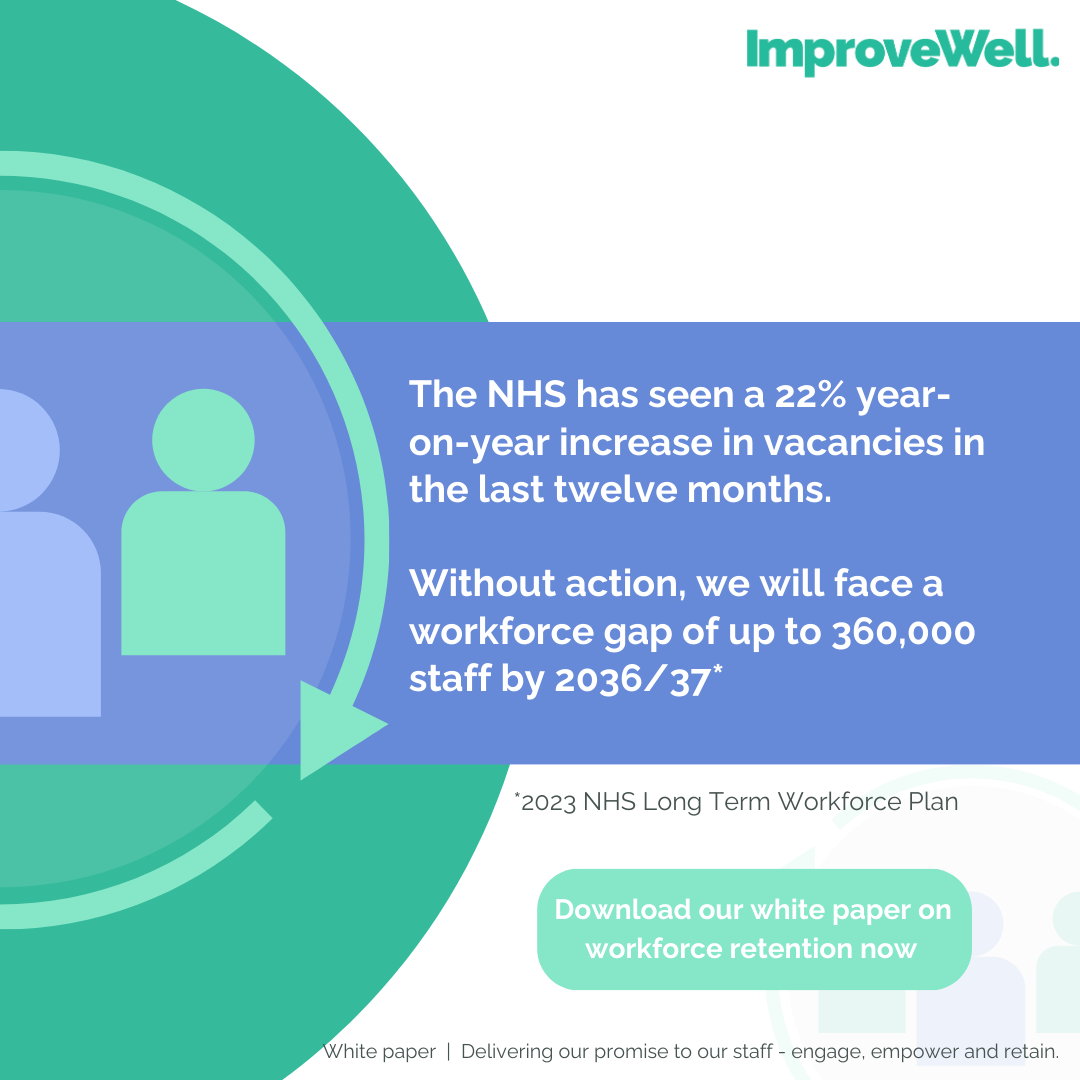 ImproveWell.
The NHS has seen a 22% year-
on-year increase in vacancies in
the last twelve months.
Without action, we will face a
workforce gap of up to 360,000
staff by 2036/37*
*2023 NHS Long Term Workforce Plan
Download our white paper on
workforce retention now
White paper | Delivering our promise to our staff - engage, empower and retain.